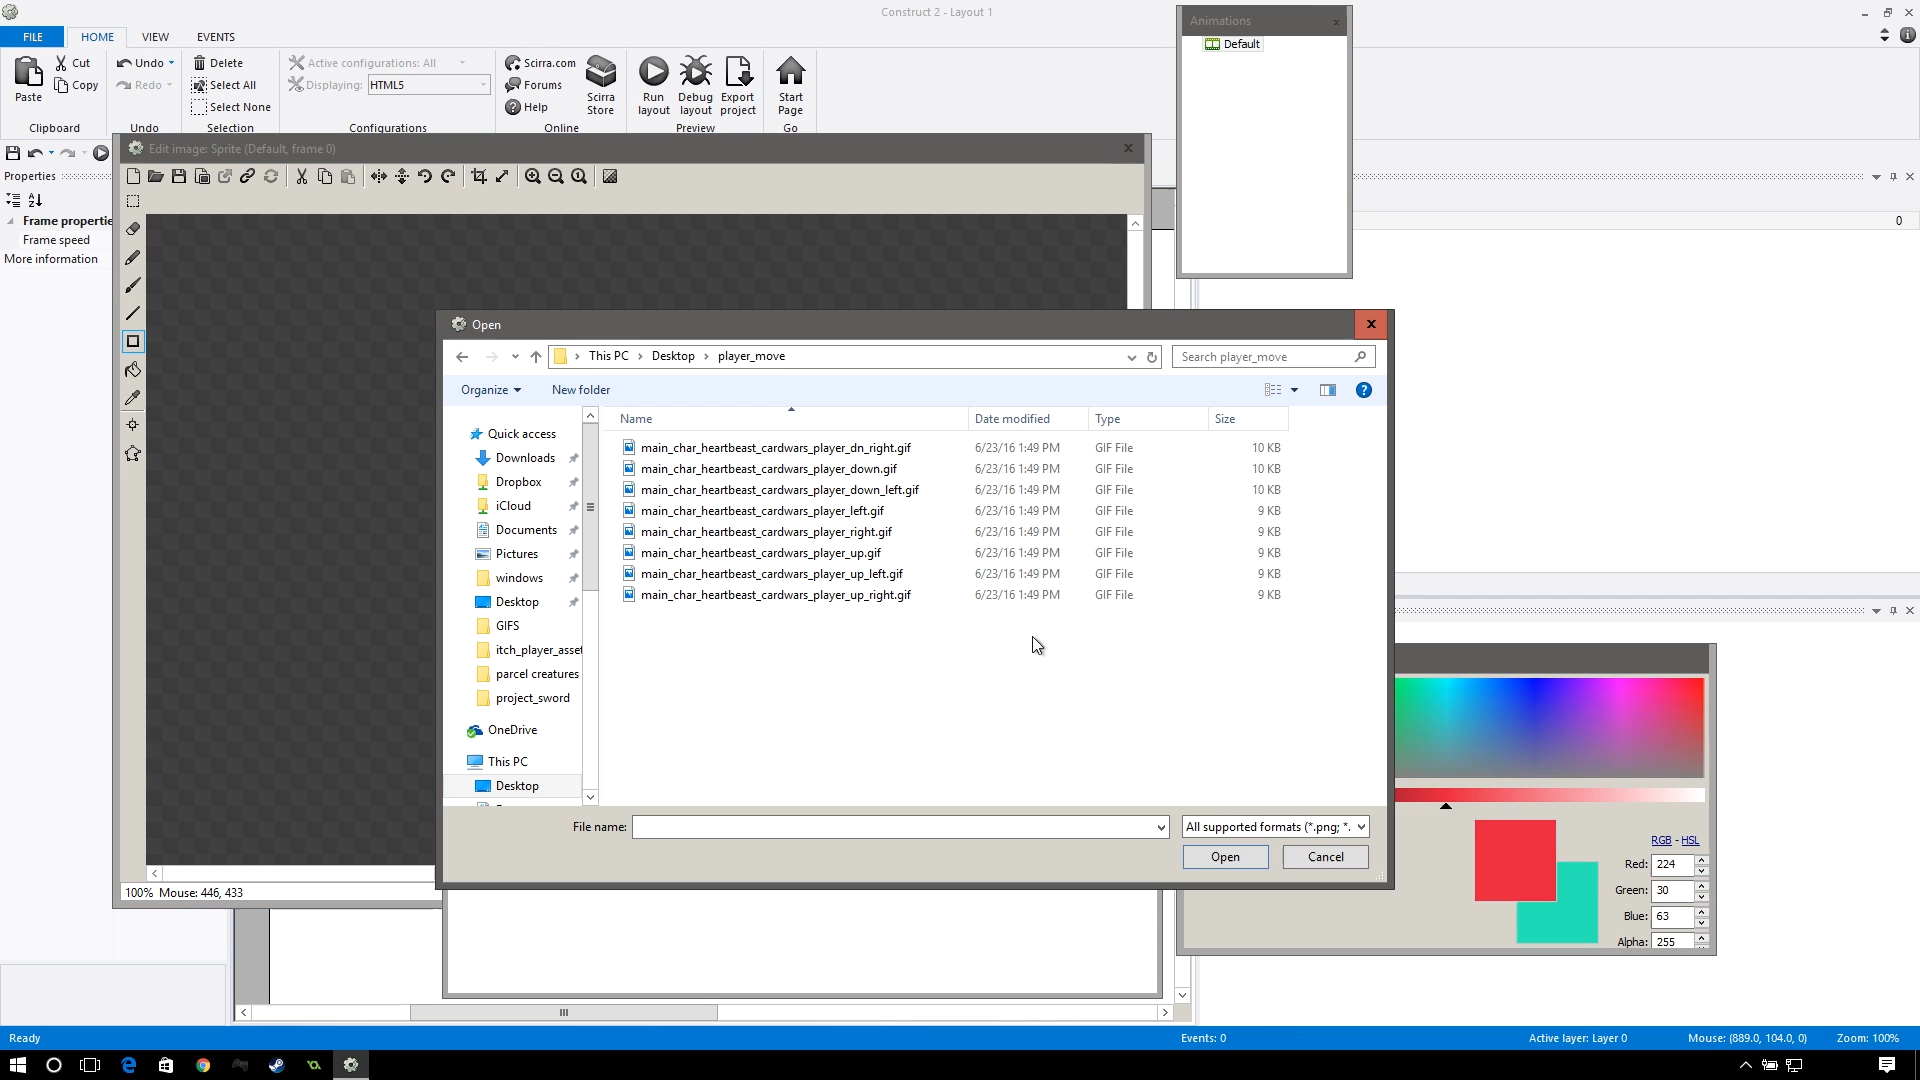 Construct 2 - Layout 1
FILE HOME VIEW EVENTS
Paste Cut Copy Clipboard
Undo Redo Undo
Delete Select All Select None Selection
Active configurations: All
Displaying: HTML5
Configurations
Scirra.com Forums Help Scirra Store Online
Run layout Debug layout Export project Preview
Start Page Go
Animations x
Default
Edit image: Sprite (Default, frame 0)
Properties
Frame propertie
Frame speed
More information
0
Open
This PC Desktop player_move
Search player_move
Organize New folder
Name Date modified Type Size
main_char_heartbeast_cardwars_player_dn_right.gif 6/23/16 1:49 PM GIF File 10 KB
main_char_heartbeast_cardwars_player_down.gif 6/23/16 1:49 PM GIF File 10 KB
main_char_heartbeast_cardwars_player_down_left.gif 6/23/16 1:49 PM GIF File 10 KB
main_char_heartbeast_cardwars_player_left.gif 6/23/16 1:49 PM GIF File 9 KB
main_char_heartbeast_cardwars_player_right.gif 6/23/16 1:49 PM GIF File 9 KB
main_char_heartbeast_cardwars_player_up.gif 6/23/16 1:49 PM GIF File 9 KB
main_char_heartbeast_cardwars_player_up_left.gif 6/23/16 1:49 PM GIF File 9 KB
main_char_heartbeast_cardwars_player_up_right.gif 6/23/16 1:49 PM GIF File 9 KB
Quick access
Downloads
Dropbox
iCloud
Documents
Pictures
windows
Desktop
GIFS
itch_player_asset
parcel creatures
project_sword
OneDrive
This PC
Desktop
File name:
All supported formats (*.png; *.
Open Cancel
RGB - HSL
Red: 224
Green: 30
Blue: 63
Alpha: 255
100% Mouse: 446, 433
Ready Events: 0 Active layer: Layer 0 Mouse: (889.0, 104.0, 0) Zoom: 100%